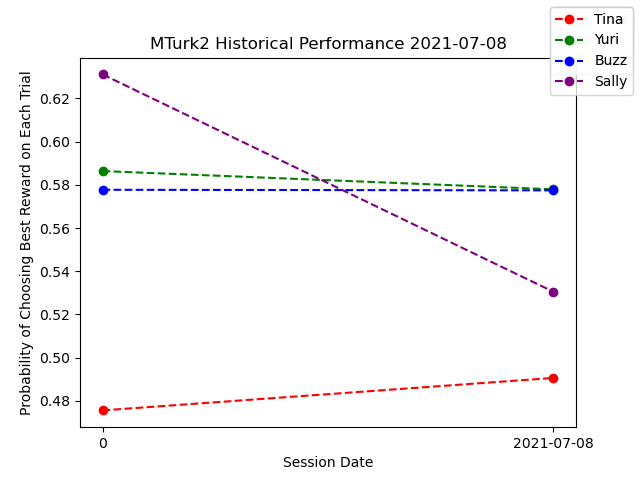 MTurk2 Historical Performance 2021-07-08
Tina
Yuri
Buzz
Sally
Probability of Choosing Best Reward on Each Trial
0.62
0.60
0.58
0.56
0.54
0.52
0.50
0.48
0
2021-07-08
Session Date